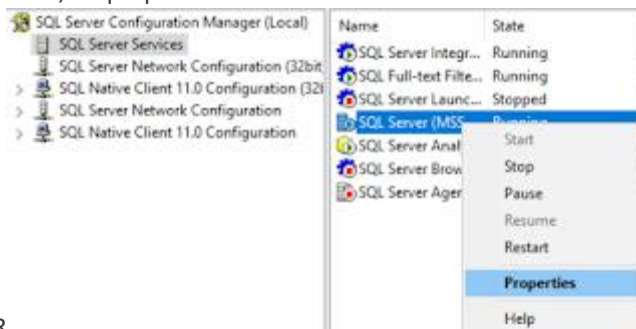 SQL Server Configuration Manager (Local)
SQL Server Services
SQL Server Network Configuration (32bit
SQL Native Client 11.0 Configuration (32
SQL Server Network Configuration
SQL Native Client 11.0 Configuration
Name State
SQL Server Integr... Running
SQL Full-text Filte... Running
SQL Server Launc... Stopped
SQL Server (MSS Running
SQL Server Anal
SQL Server Brow
SQL Server Agen
Start
Stop
Pause
Resume
Restart
Properties
Help